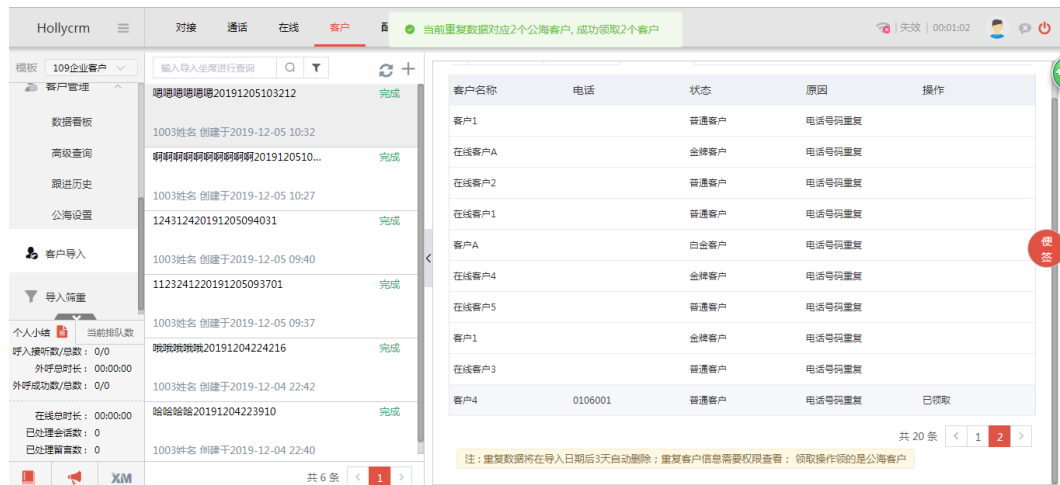 Hollycrm
对接 通话 在线 客户
当前重复数据对应2个公海客户, 成功领取2个客户
失效 | 00:01:02
模板 109企业客户
客户管理
数据看板
高级查询
跟进历史
公海设置
客户导入
导入筛重
个人小结 当前排队数
呼入接听数/总数: 0/0
外呼总时长: 00:00:00
外呼成功数/总数: 0/0
在线总时长: 00:00:00
已处理会话数: 0
已处理留言数: 0
XM
输入导入坐席进行查询
嗯嗯嗯嗯嗯嗯20191205103212 完成
1003姓名 创建于2019-12-05 10:32
啊啊啊啊啊啊啊啊啊啊2019120510... 完成
1003姓名 创建于2019-12-05 10:27
12431242019120509​4031 完成
1003姓名 创建于2019-12-05 09:40
1123241220191205093701 完成
1003姓名 创建于2019-12-05 09:37
哦哦哦哦哦20191204224216 完成
1003姓名 创建于2019-12-04 22:42
哈哈哈哈20191204223910 完成
1003姓名 创建于2019-12-04 22:40
共6条 < 1 >
客户名称 电话 状态 原因 操作
客户1 普通客户 电话号码重复
在线客户A 金牌客户 电话号码重复
在线客户2 普通客户 电话号码重复
在线客户1 普通客户 电话号码重复
客户A 白金客户 电话号码重复
在线客户4 金牌客户 电话号码重复
在线客户5 普通客户 电话号码重复
客户1 金牌客户 电话号码重复
在线客户3 普通客户 电话号码重复
客户4 0106001 普通客户 电话号码重复 已领取
共 20 条 < 1 2 >
注:重复数据将在导入日期后3天自动删除;重复客户信息需要权限查看; 领取操作领的是公海客户
便
签